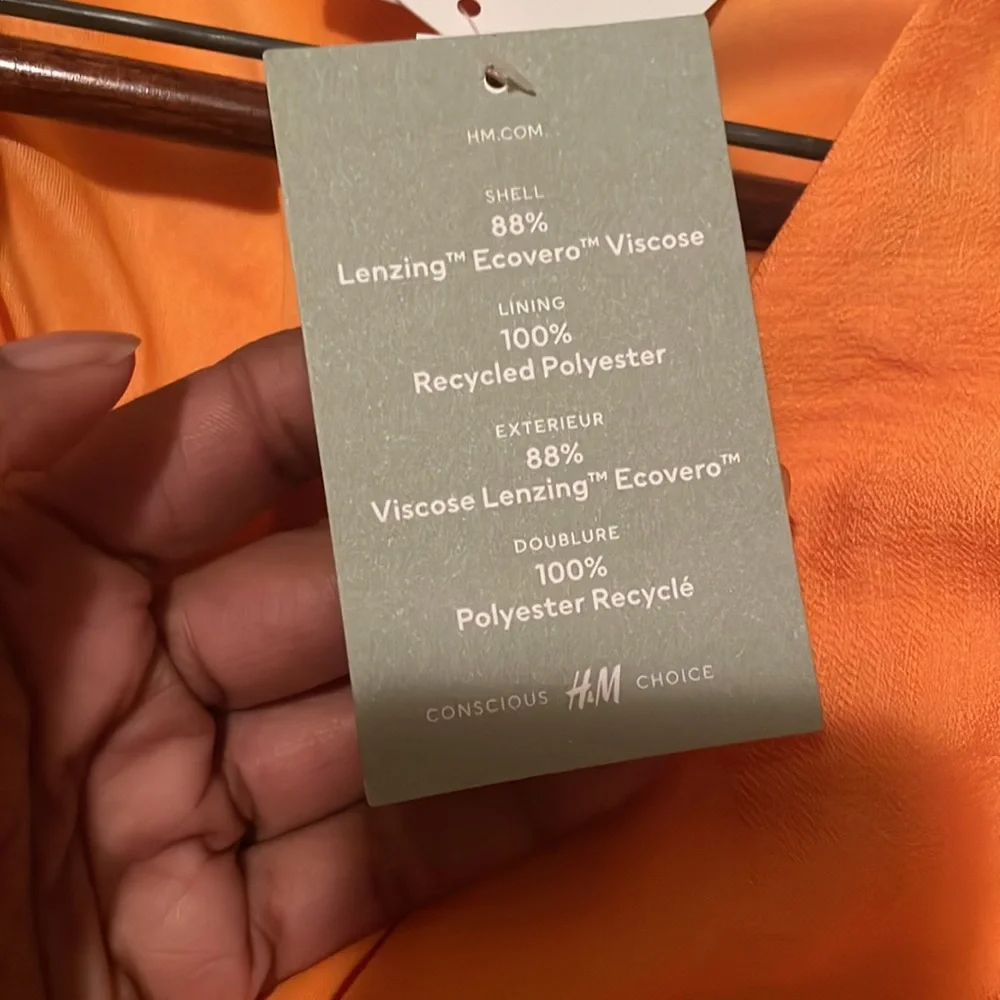 HM.COM
SHELL
88%
Lenzing™ Ecovero™ Viscose
LINING
100%
Recycled Polyester
EXTERIEUR
88%
Viscose Lenzing™ Ecovero™
DOUBLURE
100%
Polyester Recyclé
CONSCIOUS H&M CHOICE